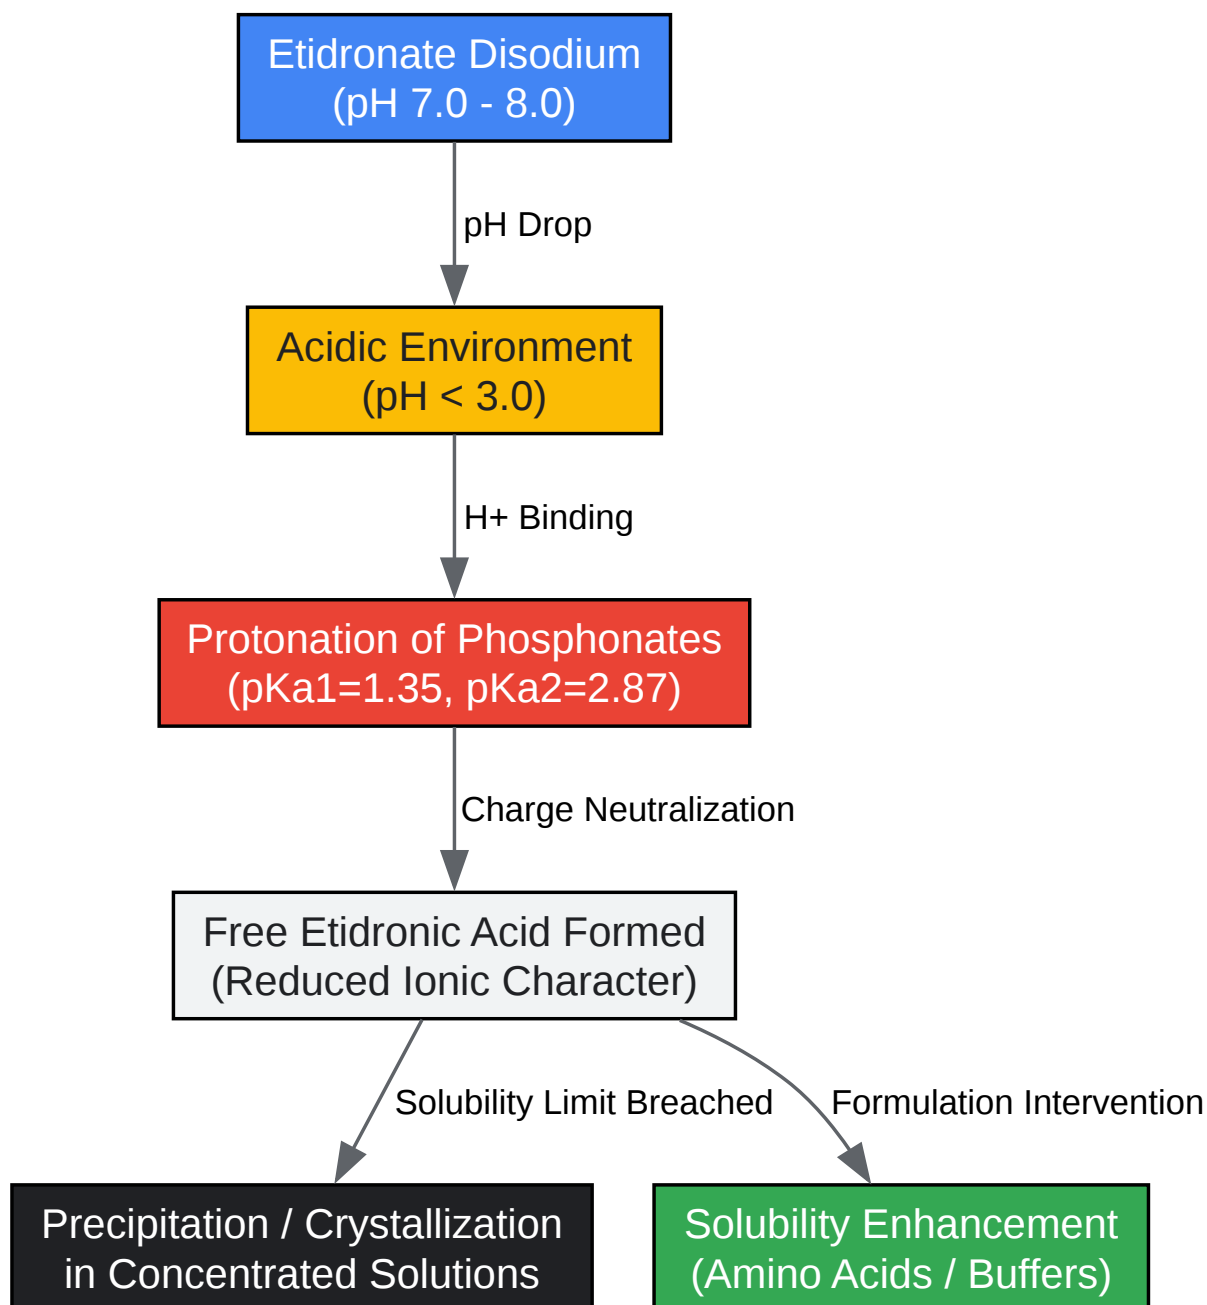 Etidronate Disodium
(pH 7.0 - 8.0)
pH Drop
Acidic Environment
(pH < 3.0)
H+ Binding
Protonation of Phosphonates
(pKa1=1.35, pKa2=2.87)
Charge Neutralization
Free Etidronic Acid Formed
(Reduced Ionic Character)
Solubility Limit Breached
Formulation Intervention
Precipitation / Crystallization
in Concentrated Solutions
Solubility Enhancement
(Amino Acids / Buffers)